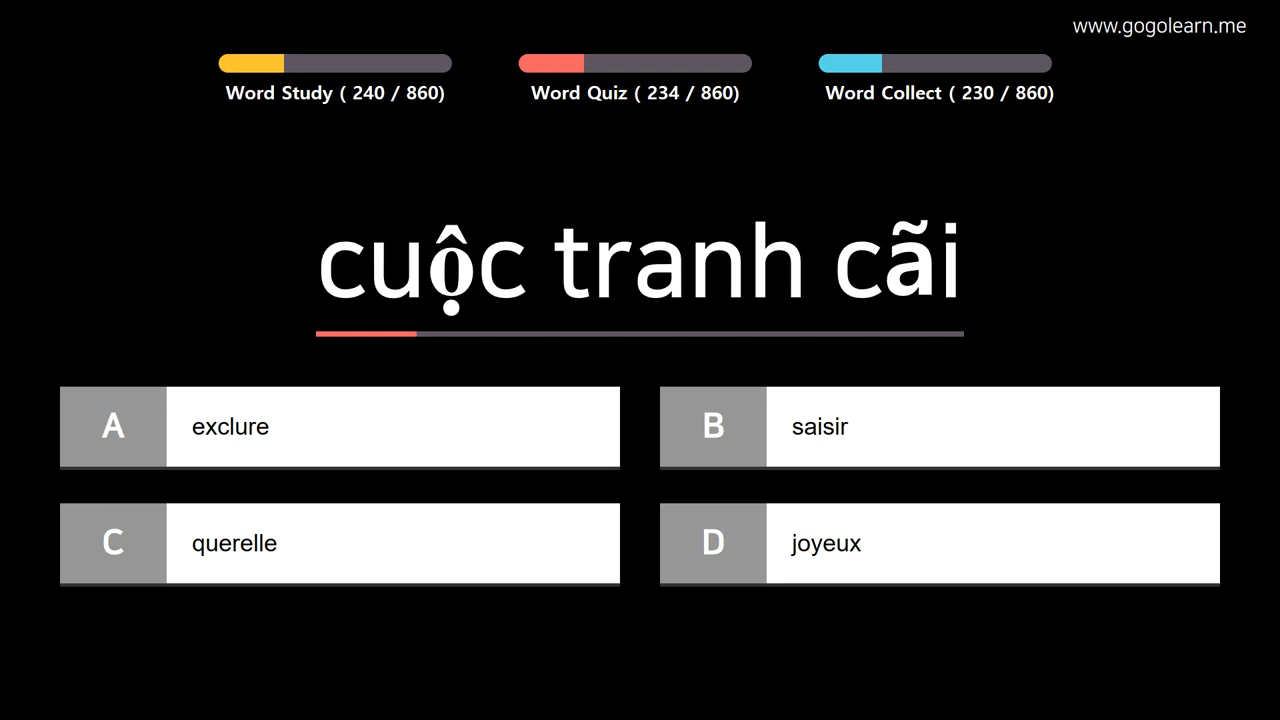 www.gogolearn.me
Word Study ( 240 / 860)
Word Quiz ( 234 / 860)
Word Collect ( 230 / 860)
cuộc tranh cãi
A exclure
B saisir
C querelle
D joyeux